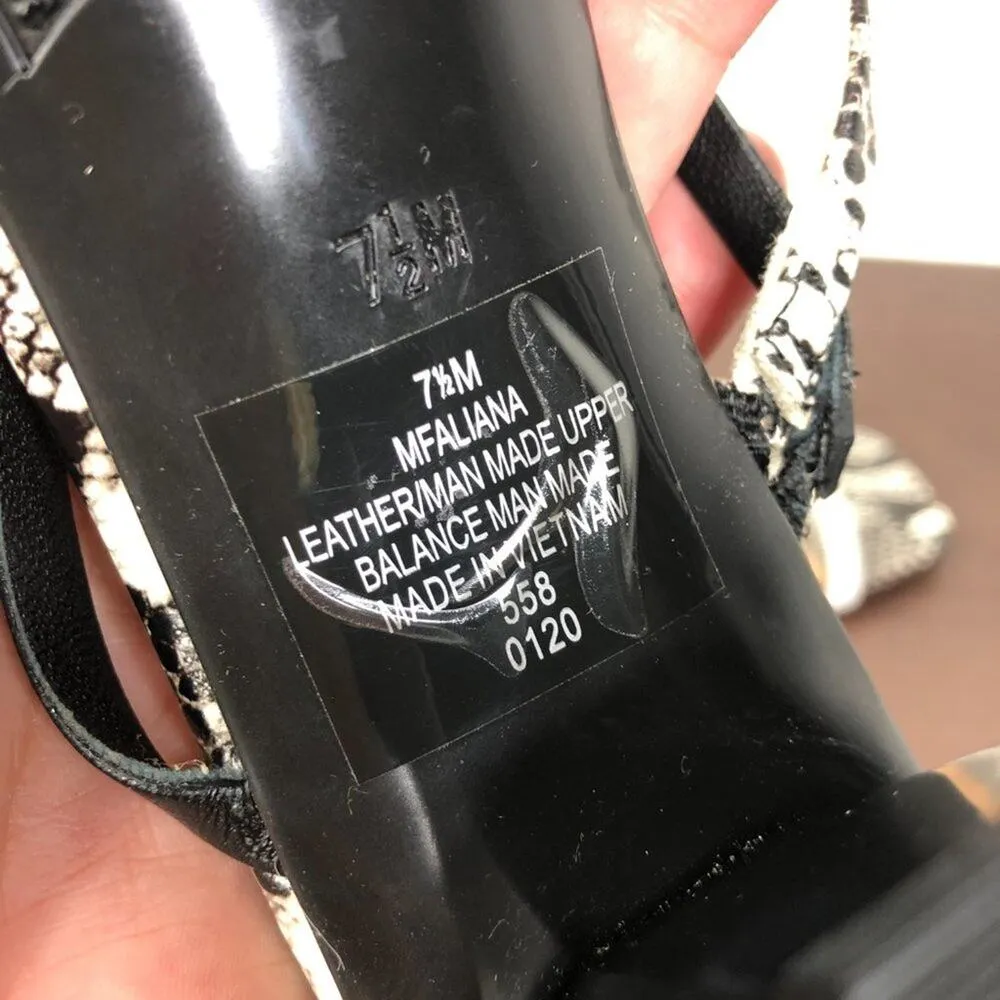 7½M
7½M
MFALIANA
LEATHER/MAN MADE UPPER
BALANCE MAN MADE
MADE IN VIETNAM
558
0120